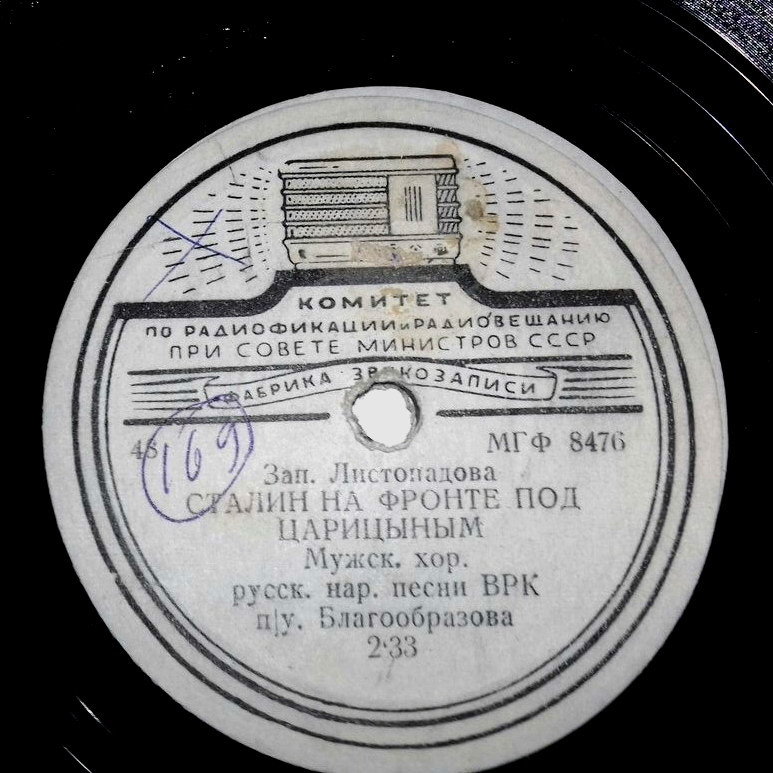 КОМИТЕТ
ПО РАДИОФИКАЦИИ и РАДИОВЕЩАНИЮ
ПРИ СОВЕТЕ МИНИСТРОВ СССР
ФАБРИКА ЗВУКОЗАПИСИ
169
МГФ 8476
Зап. Листопадова
СТАЛИН НА ФРОНТЕ ПОД
ЦАРИЦЫНЫМ
Мужск. хор.
русск. нар. песни ВРК
п/у. Благообразова
2·33